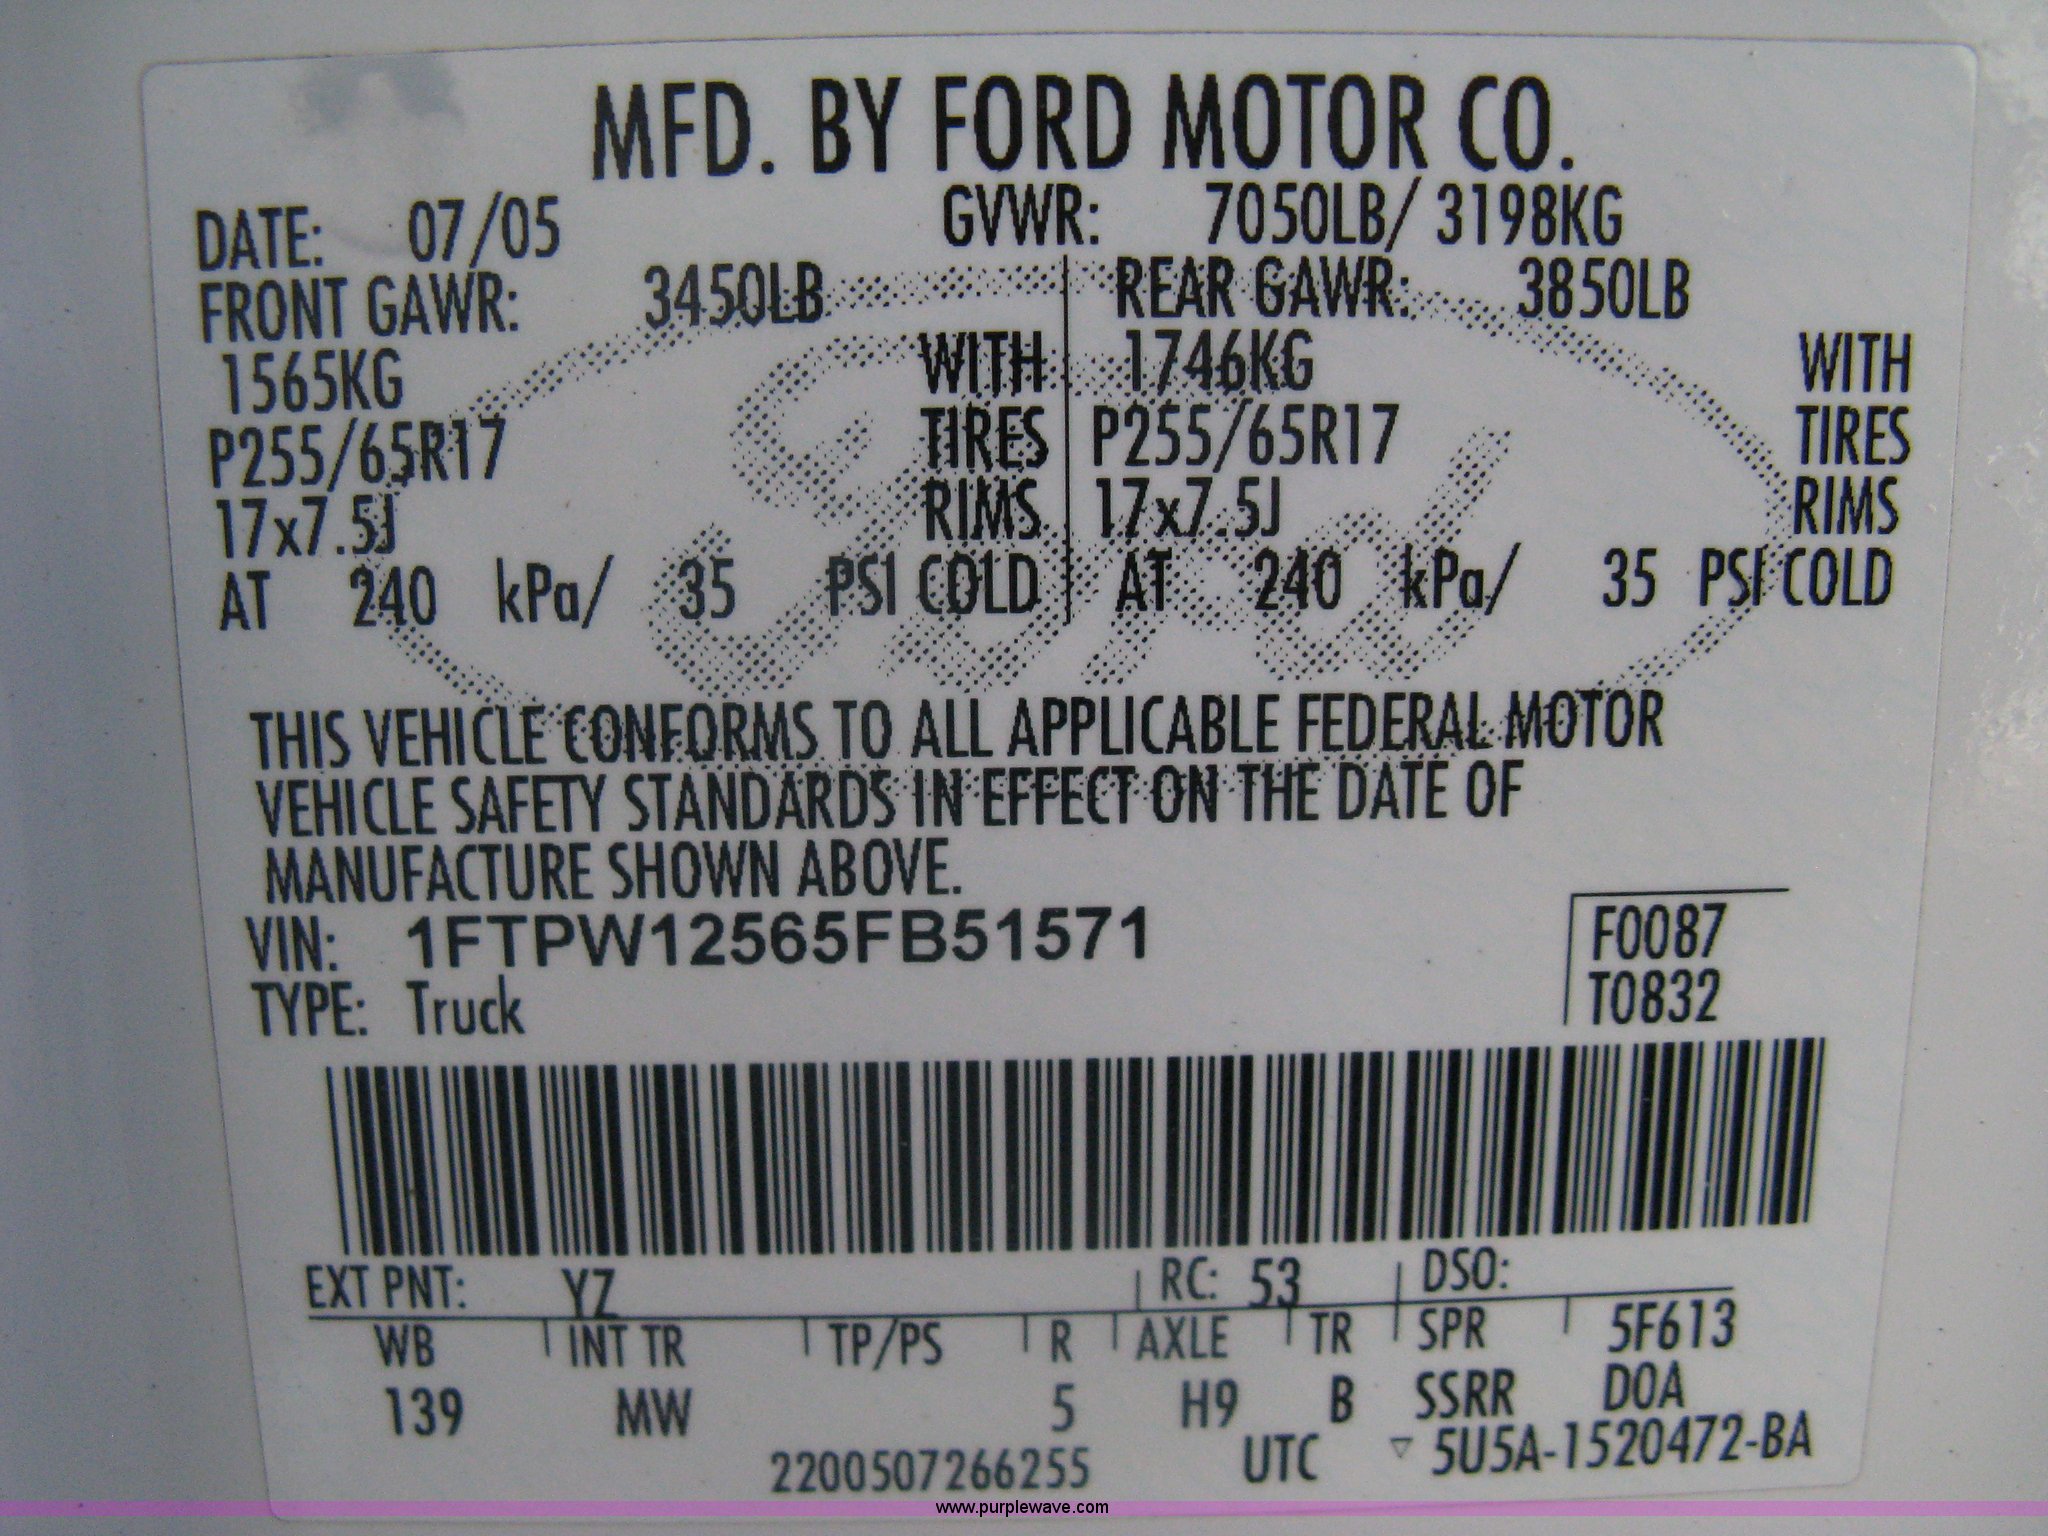 MFD. BY FORD MOTOR CO.
DATE: 07/05 GVWR: 7050LB/ 3198KG
FRONT GAWR: 3450LB REAR GAWR: 3850LB
1565KG WITH 1746KG WITH
P255/65R17 TIRES P255/65R17 TIRES
17x7.5J RIMS 17x7.5J RIMS
AT 240 kPa/ 35 PSI COLD AT 240 kPa/ 35 PSI COLD
Ford
THIS VEHICLE CONFORMS TO ALL APPLICABLE FEDERAL MOTOR
VEHICLE SAFETY STANDARDS IN EFFECT ON THE DATE OF
MANUFACTURE SHOWN ABOVE.
VIN: 1FTPW12565FB51571 F0087
TYPE: Truck T0832
EXT PNT: YZ RC: 53 DSO:
WB INT TR TP/PS R AXLE TR SPR 5F613
139 MW 5 H9 B SSRR DOA
2200507266255 UTC ▽ 5U5A-1520472-BA
www.purplewave.com